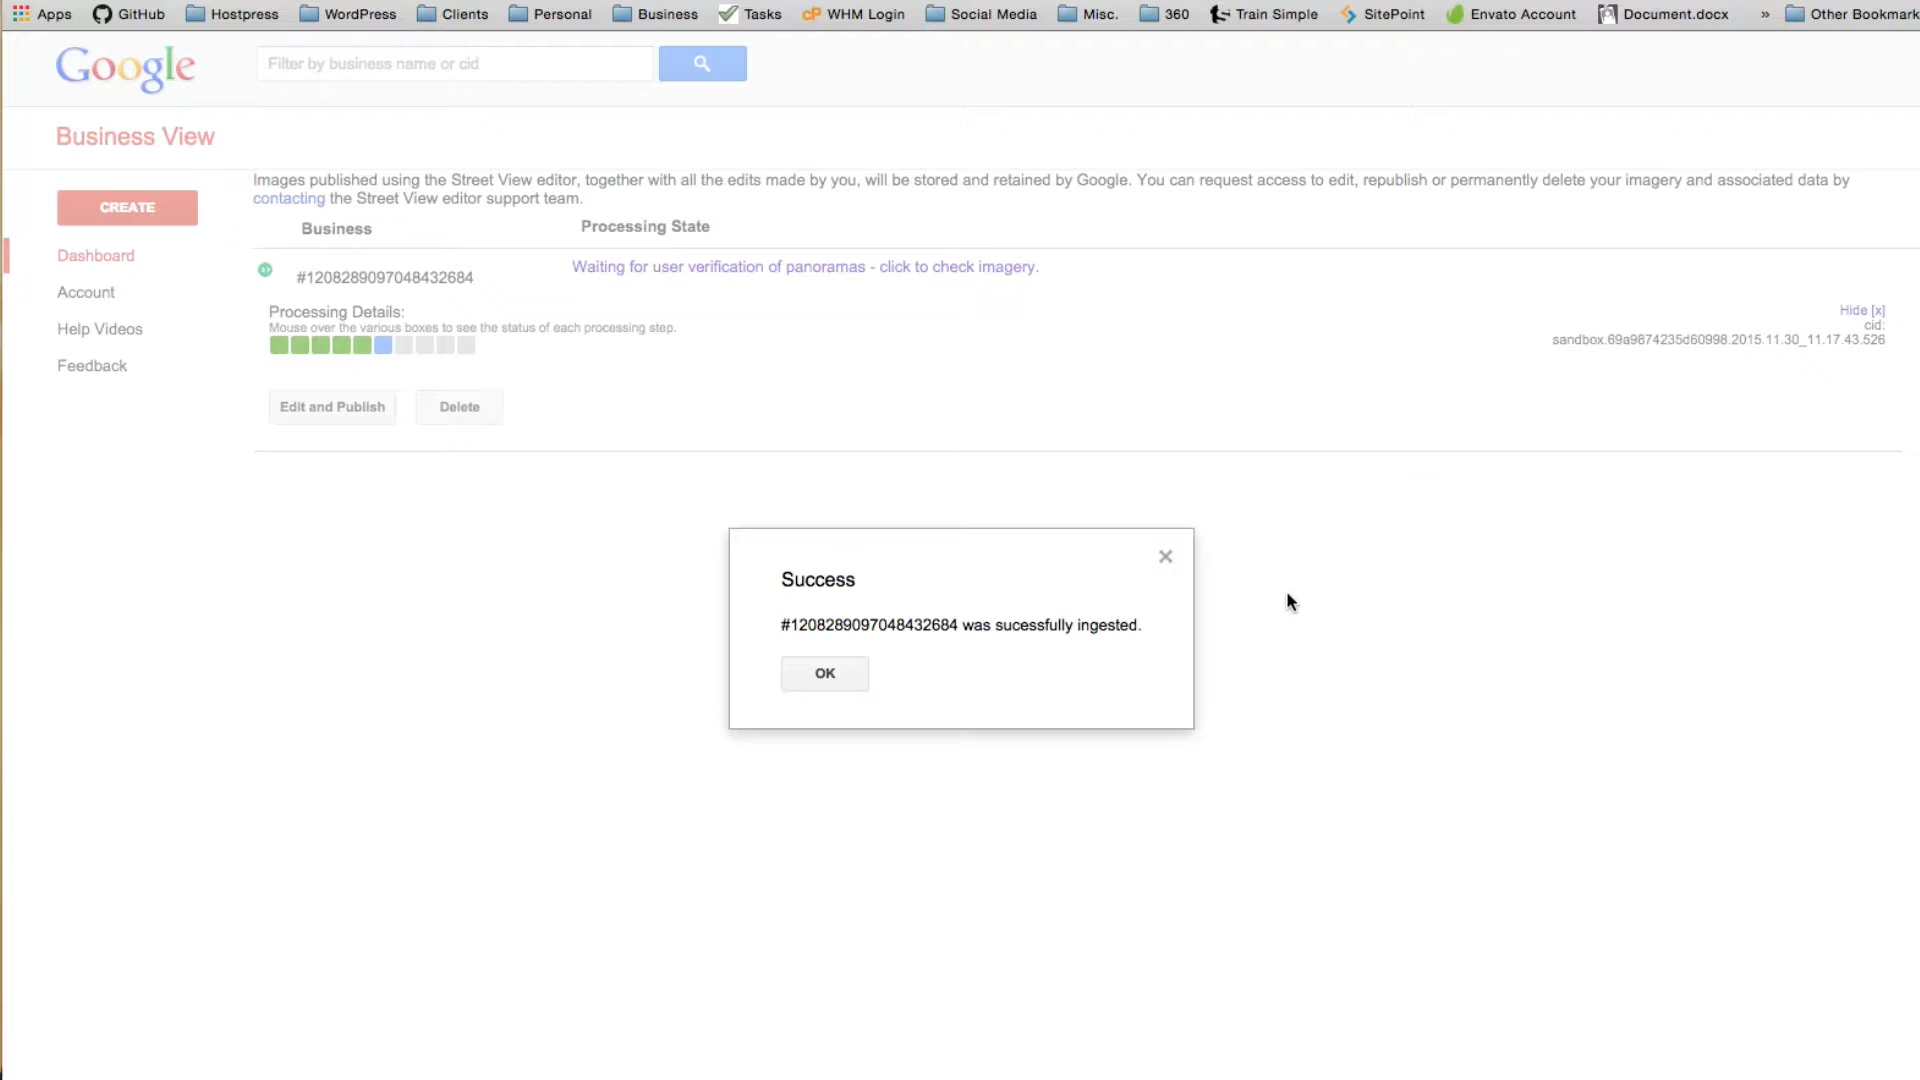 Apps GitHub Hostpress WordPress Clients Personal Business Tasks cP WHM Login Social Media Misc. 360 Train Simple SitePoint Envato Account Document.docx » Other Bookmark
Google Filter by business name or cid
Business View
Images published using the Street View editor, together with all the edits made by you, will be stored and retained by Google. You can request access to edit, republish or permanently delete your imagery and associated data by
contacting the Street View editor support team.
CREATE
Dashboard
Account
Help Videos
Feedback
Business Processing State
#1208289097048432684 Waiting for user verification of panoramas - click to check imagery.
Processing Details:
Mouse over the various boxes to see the status of each processing step.
Hide [x]
cid:
sandbox.69a9874235d60998.2015.11.30_11.17.43.526
Edit and Publish Delete
Success
#1208289097048432684 was sucessfully ingested.
OK